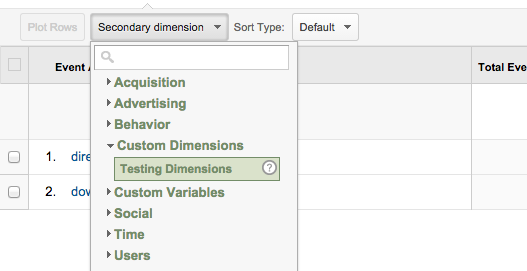 Plot Rows Secondary dimension Sort Type: Default
Event A Total Eve
Acquisition
Advertising
Behavior
Custom Dimensions
1. dire
Testing Dimensions ?
2. dow
Custom Variables
Social
Time
Users